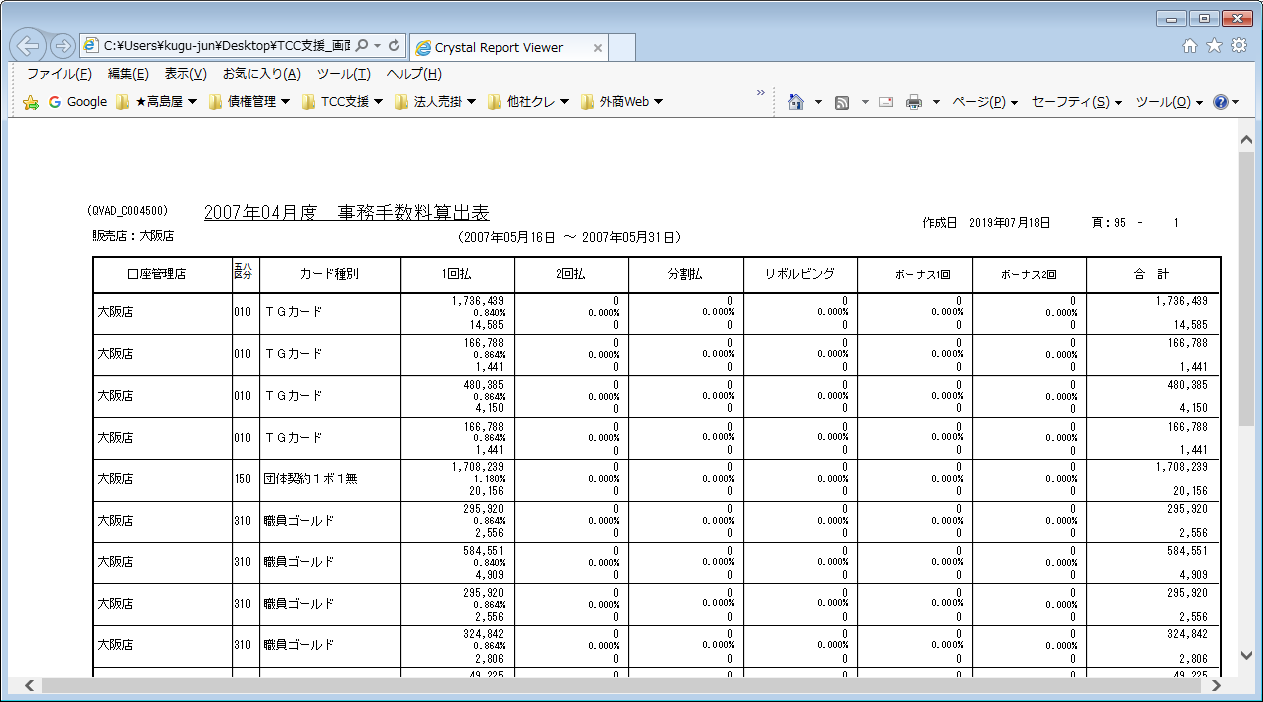 C:¥Users¥kugu-jun¥Desktop¥TCC支援_画面
Crystal Report Viewer
ファイル(F) 編集(E) 表示(V) お気に入り(A) ツール(T) ヘルプ(H)
Google ★高島屋 債権管理 TCC支援 法人売掛 他社クレ 外商Web » ページ(P) セーフティ(S) ツール(O)
(QVAD_C004500) 2007年04月度 事務手数料算出表
作成日 2019年07月18日 頁:95 - 1
販売店:大阪店 (2007年05月16日 ～ 2007年05月31日)
口座管理店 五八区分 カード種別 1回払 2回払 分割払 リボルビング ボーナス1回 ボーナス2回 合 計
1,736,439 0 0 0 0 0 1,736,439
大阪店 010 TGカード 0.840% 0.000% 0.000% 0.000% 0.000% 0.000%
14,585 0 0 0 0 0 14,585
166,788 0 0 0 0 0 166,788
大阪店 010 TGカード 0.864% 0.000% 0.000% 0.000% 0.000% 0.000%
1,441 0 0 0 0 0 1,441
480,385 0 0 0 0 0 480,385
大阪店 010 TGカード 0.864% 0.000% 0.000% 0.000% 0.000% 0.000%
4,150 0 0 0 0 0 4,150
166,788 0 0 0 0 0 166,788
大阪店 010 TGカード 0.864% 0.000% 0.000% 0.000% 0.000% 0.000%
1,441 0 0 0 0 0 1,441
1,708,239 0 0 0 0 0 1,708,239
大阪店 150 団体契約1ボ1無 1.180% 0.000% 0.000% 0.000% 0.000% 0.000%
20,156 0 0 0 0 0 20,156
295,920 0 0 0 0 0 295,920
大阪店 310 職員ゴールド 0.864% 0.000% 0.000% 0.000% 0.000% 0.000%
2,556 0 0 0 0 0 2,556
584,551 0 0 0 0 0 584,551
大阪店 310 職員ゴールド 0.840% 0.000% 0.000% 0.000% 0.000% 0.000%
4,909 0 0 0 0 0 4,909
295,920 0 0 0 0 0 295,920
大阪店 310 職員ゴールド 0.864% 0.000% 0.000% 0.000% 0.000% 0.000%
2,556 0 0 0 0 0 2,556
324,842 0 0 0 0 0 324,842
大阪店 310 職員ゴールド 0.864% 0.000% 0.000% 0.000% 0.000% 0.000%
2,806 0 0 0 0 0 2,806
49,225 0 0 0 0 0 49,225